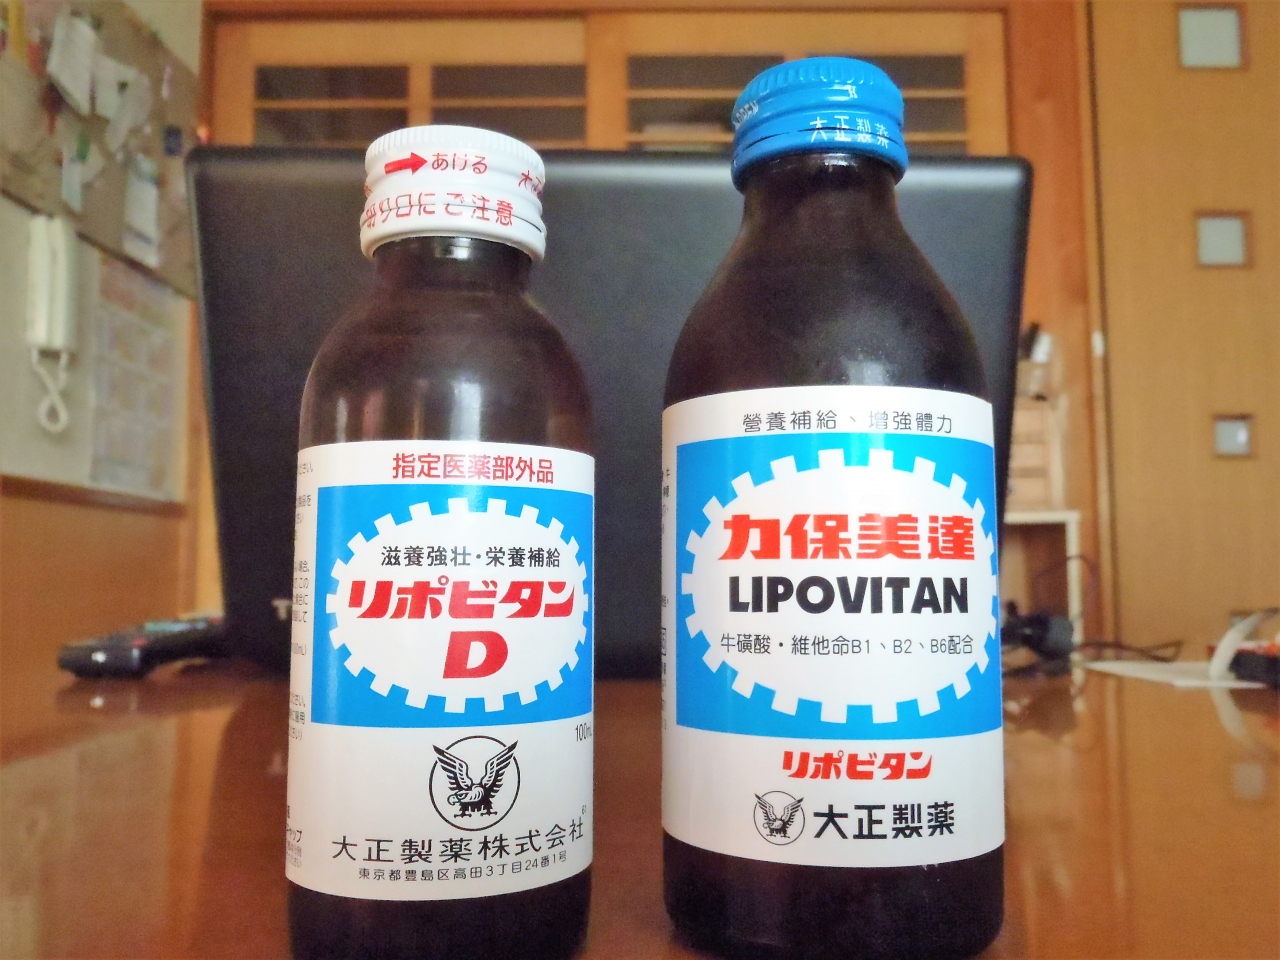 あける
切り口にご注意
指定医薬部外品
滋養強壮・栄養補給
リポビタン
D
100mL
大正製薬株式会社
東京都豊島区高田3丁目24番1号
大正製薬
營養補給、增強體力
力保美達
LIPOVITAN
牛磺酸・維他命B1、B2、B6配合
リポビタン
大正製薬